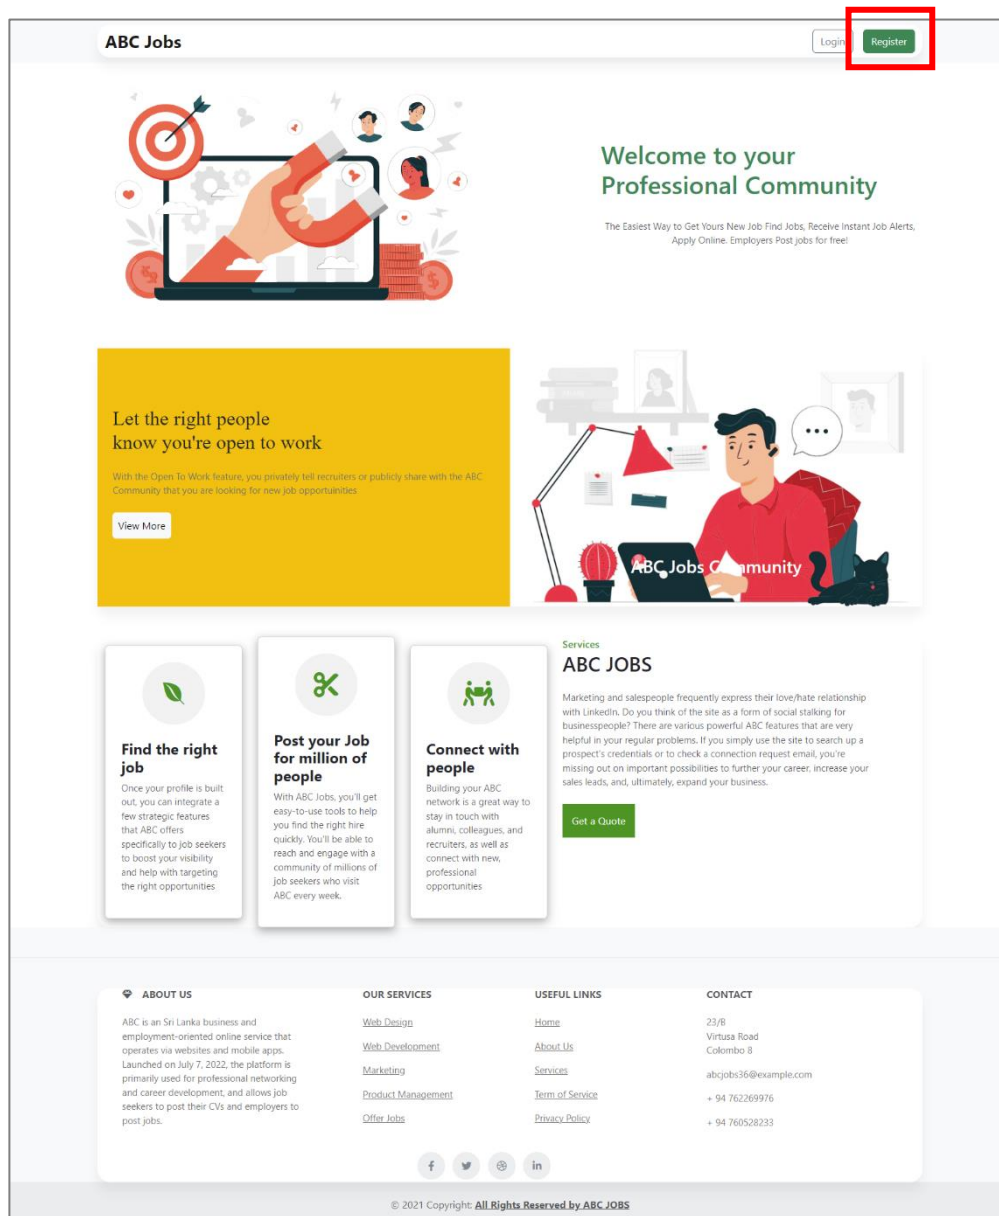 ABC Jobs
Login
Register
Welcome to your
Professional Community
The Easiest Way to Get Yours New Job Find Jobs, Receive Instant Job Alerts,
Apply Online. Employers Post jobs for free!
Let the right people
know you're open to work
With the Open To Work feature, you privately tell recruiters or publicly share with the ABC
Community that you are looking for new job opportuinities
View More
ABC Jobs Community
Find the right
job
Once your profile is built
out, you can integrate a
few strategic features
that ABC offers
specifically to job seekers
to boost your visibility
and help with targeting
the right opportunities
Post your Job
for million of
people
With ABC Jobs, you'll get
easy-to-use tools to help
you find the right hire
quickly. You'll be able to
reach and engage with a
community of millions of
job seekers who visit
ABC every week.
Connect with
people
Building your ABC
network is a great way to
stay in touch with
alumni, colleagues, and
recruiters, as well as
connect with new,
professional
opportunities
Services
ABC JOBS
Marketing and salespeople frequently express their love/hate relationship
with LinkedIn. Do you think of the site as a form of social stalking for
businesspeople? There are various powerful ABC features that are very
helpful in your regular problems. If you simply use the site to search up a
prospect's credentials or to check a connection request email, you're
missing out on important possibilities to further your career, increase your
sales leads, and, ultimately, expand your business.
Get a Quote
ABOUT US
ABC is an Sri Lanka business and
employment-oriented online service that
operates via websites and mobile apps.
Launched on July 7, 2022, the platform is
primarily used for professional networking
and career development, and allows job
seekers to post their CVs and employers to
post jobs.
OUR SERVICES
Web Design
Web Development
Marketing
Product Management
Offer Jobs
USEFUL LINKS
Home
About Us
Services
Term of Service
Privacy Policy
CONTACT
23/B
Virtusa Road
Colombo 8
abcjobs36@example.com
+ 94 762269976
+ 94 760528233
© 2021 Copyright: All Rights Reserved by ABC JOBS